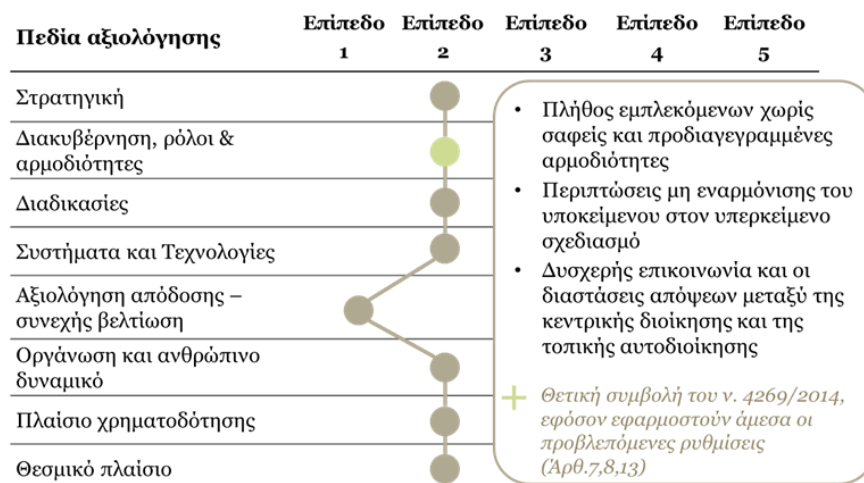 Πεδία αξιολόγησης
Επίπεδο 1
Επίπεδο 2
Επίπεδο 3
Επίπεδο 4
Επίπεδο 5
Στρατηγική
Διακυβέρνηση, ρόλοι &
αρμοδιότητες
Διαδικασίες
Συστήματα και Τεχνολογίες
Αξιολόγηση απόδοσης –
συνεχής βελτίωση
Οργάνωση και ανθρώπινο
δυναμικό
Πλαίσιο χρηματοδότησης
Θεσμικό πλαίσιο
• Πλήθος εμπλεκόμενων χωρίς
σαφείς και προδιαγεγραμμένες
αρμοδιότητες
• Περιπτώσεις μη εναρμόνισης του
υποκείμενου στον υπερκείμενο
σχεδιασμό
• Δυσχερής επικοινωνία και οι
διαστάσεις απόψεων μεταξύ της
κεντρικής διοίκησης και της
τοπικής αυτοδιοίκησης
+ Θετική συμβολή του ν. 4269/2014,
εφόσον εφαρμοστούν άμεσα οι
προβλεπόμενες ρυθμίσεις
(Άρθ.7,8,13)